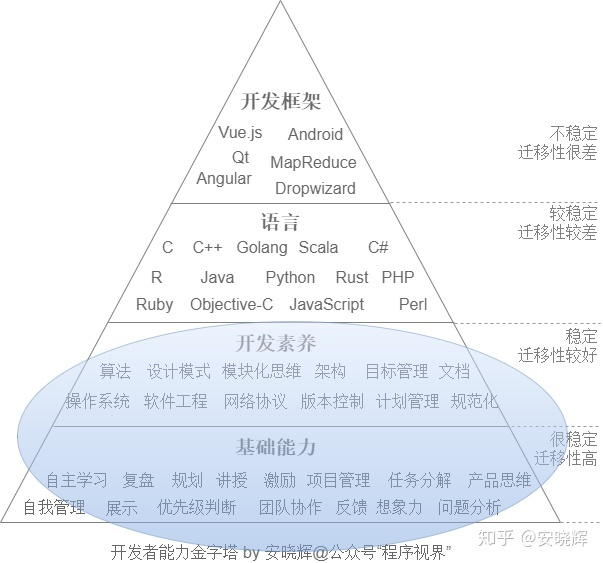 开发框架
Vue.js Android
Qt MapReduce
Angular Dropwizard
不稳定
迁移性很差
语言
C C++ Golang Scala C#
R Java Python Rust PHP
Ruby Objective-C JavaScript Perl
较稳定
迁移性较差
开发素养
算法 设计模式 模块化思维 架构 目标管理 文档
操作系统 软件工程 网络协议 版本控制 计划管理 规范化
稳定
迁移性较好
基础能力
自主学习 复盘 规划 讲授 激励 项目管理 任务分解 产品思维
自我管理 展示 优先级判断 团队协作 反馈 想象力 问题分析
很稳定
迁移性高
知乎 @安晓辉
开发者能力金字塔 by 安晓辉@公众号“程序视界”